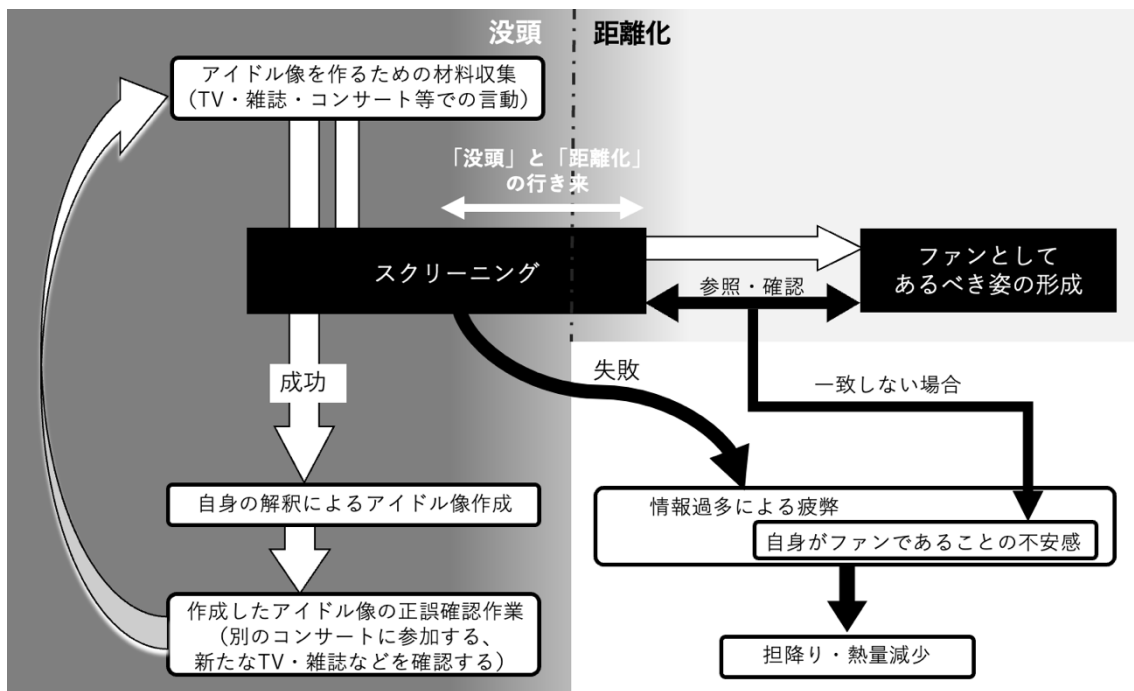 没頭
距離化
アイドル像を作るための材料収集
（TV・雑誌・コンサート等での言動）
「没頭」と「距離化」
の行き来
スクリーニング
ファンとして
あるべき姿の形成
参照・確認
成功
失敗
一致しない場合
自身の解釈によるアイドル像作成
情報過多による疲弊
自身がファンであることの不安感
作成したアイドル像の正誤確認作業
（別のコンサートに参加する、
新たなTV・雑誌などを確認する）
担降り・熱量減少